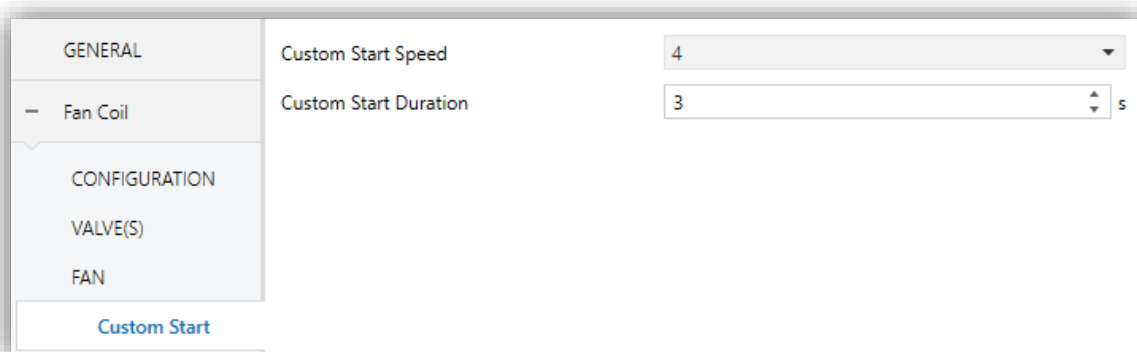 GENERAL
Fan Coil
CONFIGURATION
VALVE(S)
FAN
Custom Start
Custom Start Speed 4
Custom Start Duration 3 s